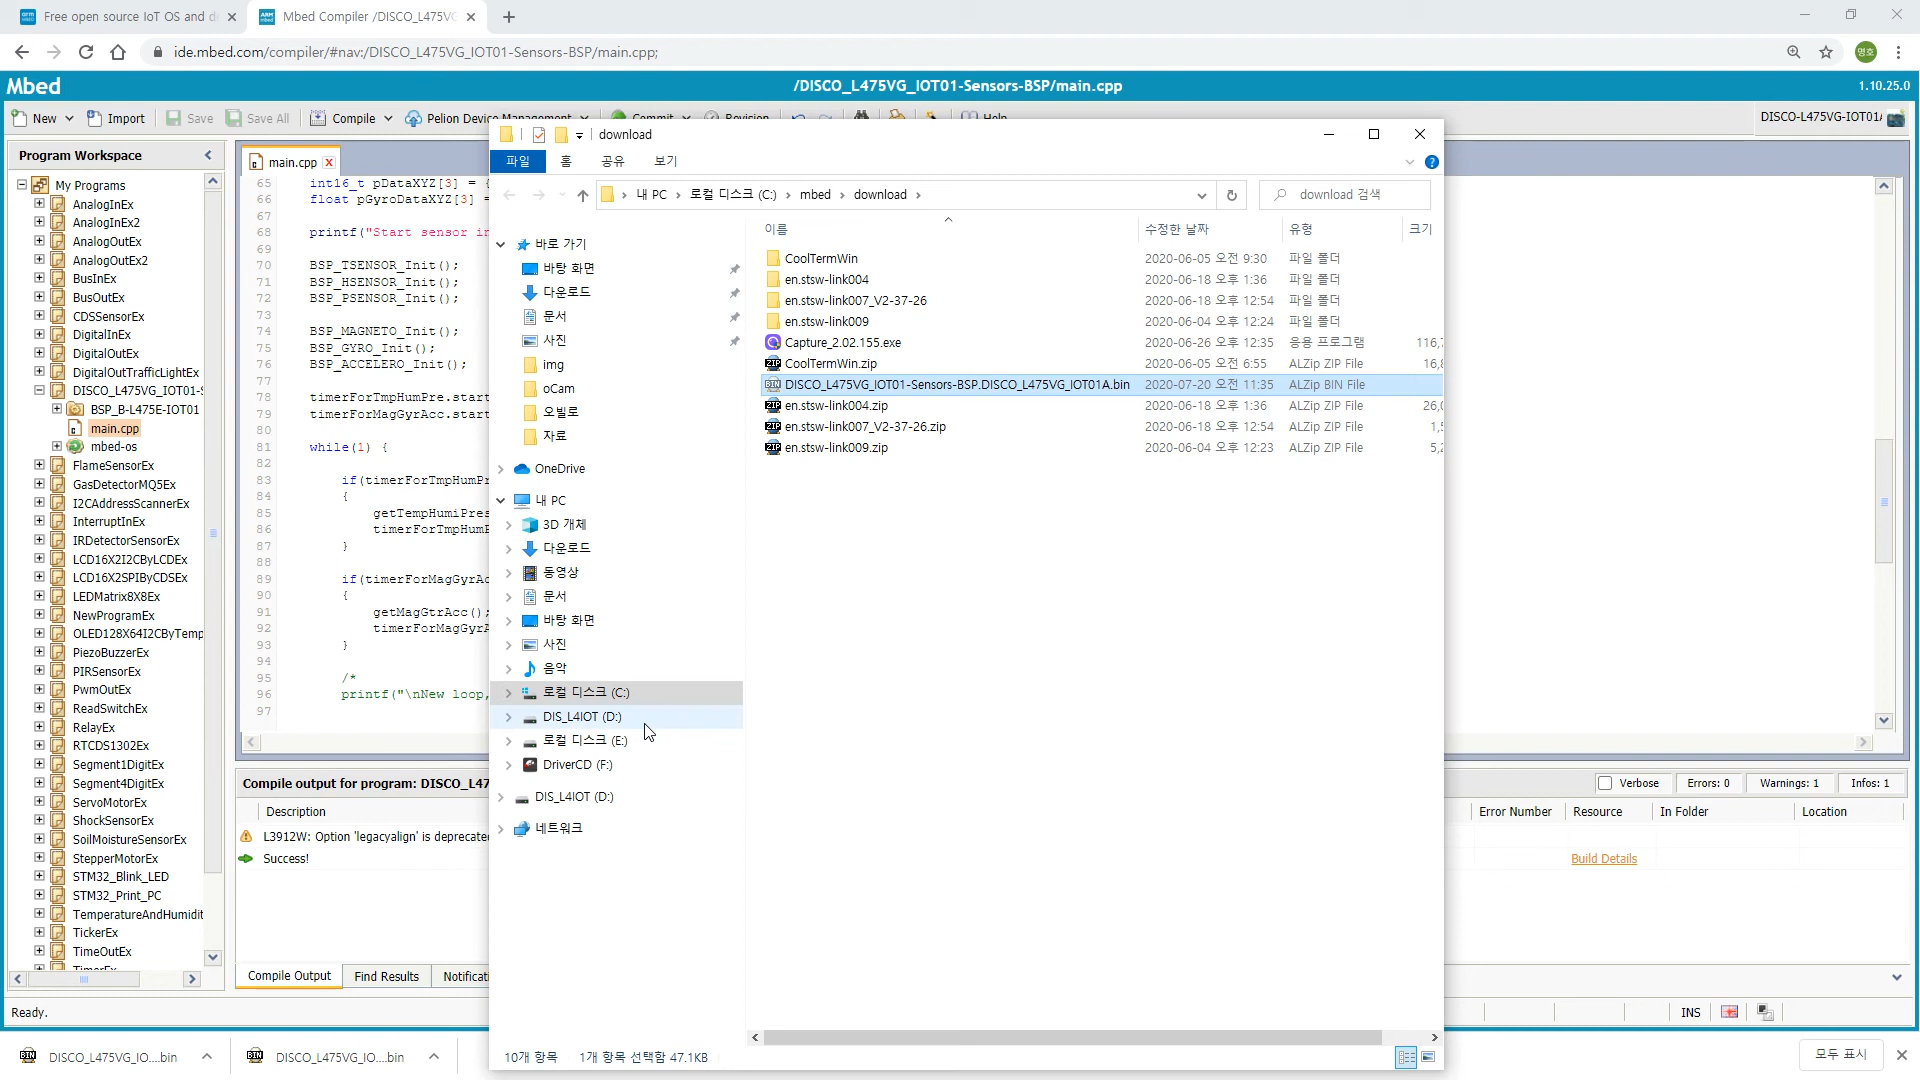 Free open source IoT OS and d
Mbed Compiler /DISCO_L475VG
ide.mbed.com/compiler/#nav:/DISCO_L475VG_IOT01-Sensors-BSP/main.cpp;
명호
Mbed
/DISCO_L475VG_IOT01-Sensors-BSP/main.cpp
1.10.25.0
New
Import
Save
Save All
Compile
Pelion Device Management
Commit
Revision
Help
DISCO-L475VG-IOT01A
Program Workspace
My Programs
AnalogInEx
AnalogInEx2
AnalogOutEx
AnalogOutEx2
BusInEx
BusOutEx
CDSSensorEx
DigitalInEx
DigitalOutEx
DigitalOutTrafficLightEx
DISCO_L475VG_IOT01-S
BSP_B-L475E-IOT01
main.cpp
mbed-os
FlameSensorEx
GasDetectorMQ5Ex
I2CAddressScannerEx
InterruptInEx
IRDetectorSensorEx
LCD16X2I2CByLCDEx
LCD16X2SPIByCDSEx
LEDMatrix8X8Ex
NewProgramEx
OLED128X64I2CByTemp
PiezoBuzzerEx
PIRSensorEx
PwmOutEx
ReadSwitchEx
RelayEx
RTCDS1302Ex
Segment1DigitEx
Segment4DigitEx
ServoMotorEx
ShockSensorEx
SoilMoistureSensorEx
StepperMotorEx
STM32_Blink_LED
STM32_Print_PC
TemperatureAndHumidit
TickerEx
TimeOutEx
TimerEx
main.cpp
65 int16_t pDataXYZ[3] = {
66 float pGyroDataXYZ[3] =
67
68 printf("Start sensor in
69
70 BSP_TSENSOR_Init();
71 BSP_HSENSOR_Init();
72 BSP_PSENSOR_Init();
73
74 BSP_MAGNETO_Init();
75 BSP_GYRO_Init();
76 BSP_ACCELERO_Init();
77
78 timerForTmpHumPre.start
79 timerForMagGyrAcc.start
80
81 while(1) {
82
83 if(timerForTmpHumPr
84 {
85 getTempHumiPres
86 timerForTmpHumP
87 }
88
89 if(timerForMagGyrAc
90 {
91 getMagGtrAcc();
92 timerForMagGyrA
93 }
94
95 /*
96 printf("\nNew loop,
97
download
파일
홈
공유
보기
내 PC
로컬 디스크 (C:)
mbed
download
download 검색
바로 가기
바탕 화면
다운로드
문서
사진
img
oCam
오빌로
자료
OneDrive
내 PC
3D 개체
다운로드
동영상
문서
바탕 화면
사진
음악
로컬 디스크 (C:)
DIS_L4IOT (D:)
로컬 디스크 (E:)
DriverCD (F:)
DIS_L4IOT (D:)
네트워크
이름 수정한 날짜 유형 크기
CoolTermWin 2020-06-05 오전 9:30 파일 폴더
en.stsw-link004 2020-06-18 오후 1:36 파일 폴더
en.stsw-link007_V2-37-26 2020-06-18 오후 12:54 파일 폴더
en.stsw-link009 2020-06-04 오후 12:24 파일 폴더
Capture_2.02.155.exe 2020-06-26 오후 12:35 응용 프로그램 116,7
CoolTermWin.zip 2020-06-05 오전 6:55 ALZip ZIP File 16,8
DISCO_L475VG_IOT01-Sensors-BSP.DISCO_L475VG_IOT01A.bin 2020-07-20 오전 11:35 ALZip BIN File
en.stsw-link004.zip 2020-06-18 오후 1:36 ALZip ZIP File 26,0
en.stsw-link007_V2-37-26.zip 2020-06-18 오후 12:54 ALZip ZIP File 1,5
en.stsw-link009.zip 2020-06-04 오후 12:23 ALZip ZIP File 5,2
10개 항목 1개 항목 선택함 47.1KB
Compile output for program: DISCO_L47
Verbose
Errors: 0
Warnings: 1
Infos: 1
Description
Error Number
Resource
In Folder
Location
L3912W: Option 'legacyalign' is deprecate
Success!
Build Details
Compile Output
Find Results
Notificati
Ready.
INS
DISCO_L475VG_IO....bin
DISCO_L475VG_IO....bin
모두 표시